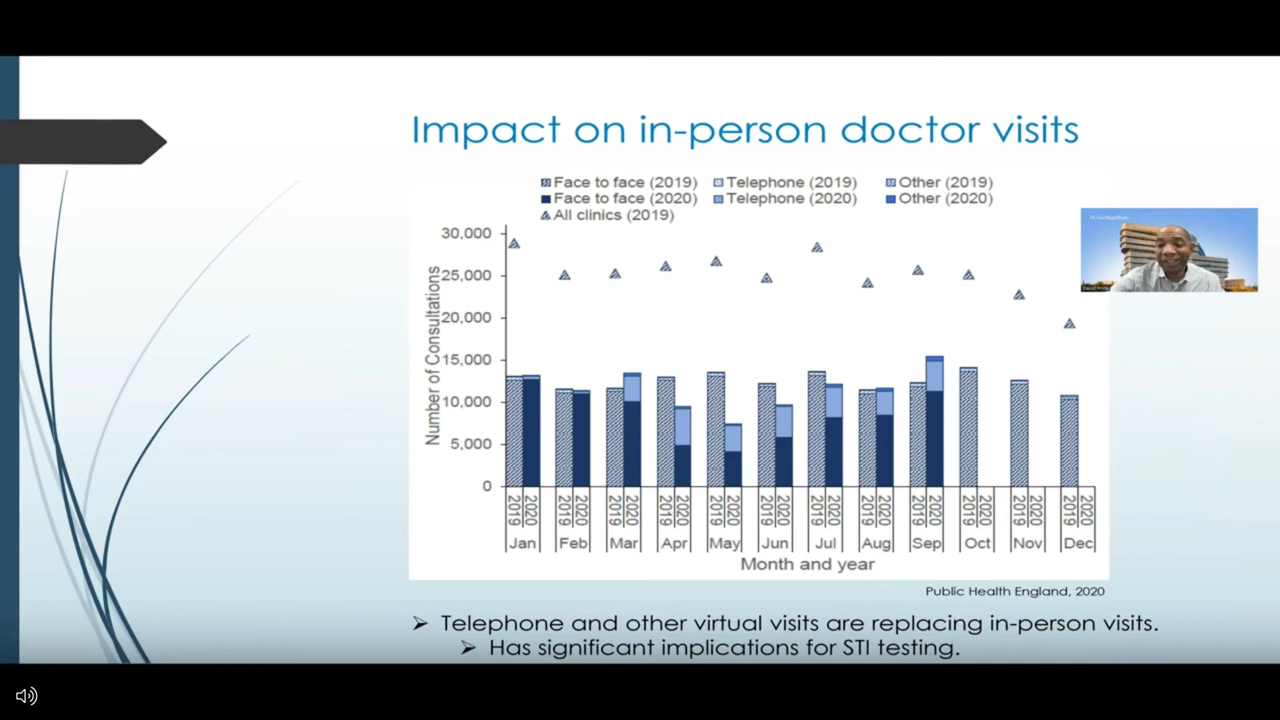 Impact on in-person doctor visits
Face to face (2019) Telephone (2019) Other (2019)
Face to face (2020) Telephone (2020) Other (2020)
All clinics (2019)
Number of Consultations
30,000
25,000
20,000
15,000
10,000
5,000
0
2019 2020 2019 2020 2019 2020 2019 2020 2019 2020 2019 2020 2019 2020 2019 2020 2019 2020 2019 2020 2019 2020 2019 2020
Jan Feb Mar Apr May Jun Jul Aug Sep Oct Nov Dec
Month and year
Public Health England, 2020
Telephone and other virtual visits are replacing in-person visits.
Has significant implications for STI testing.